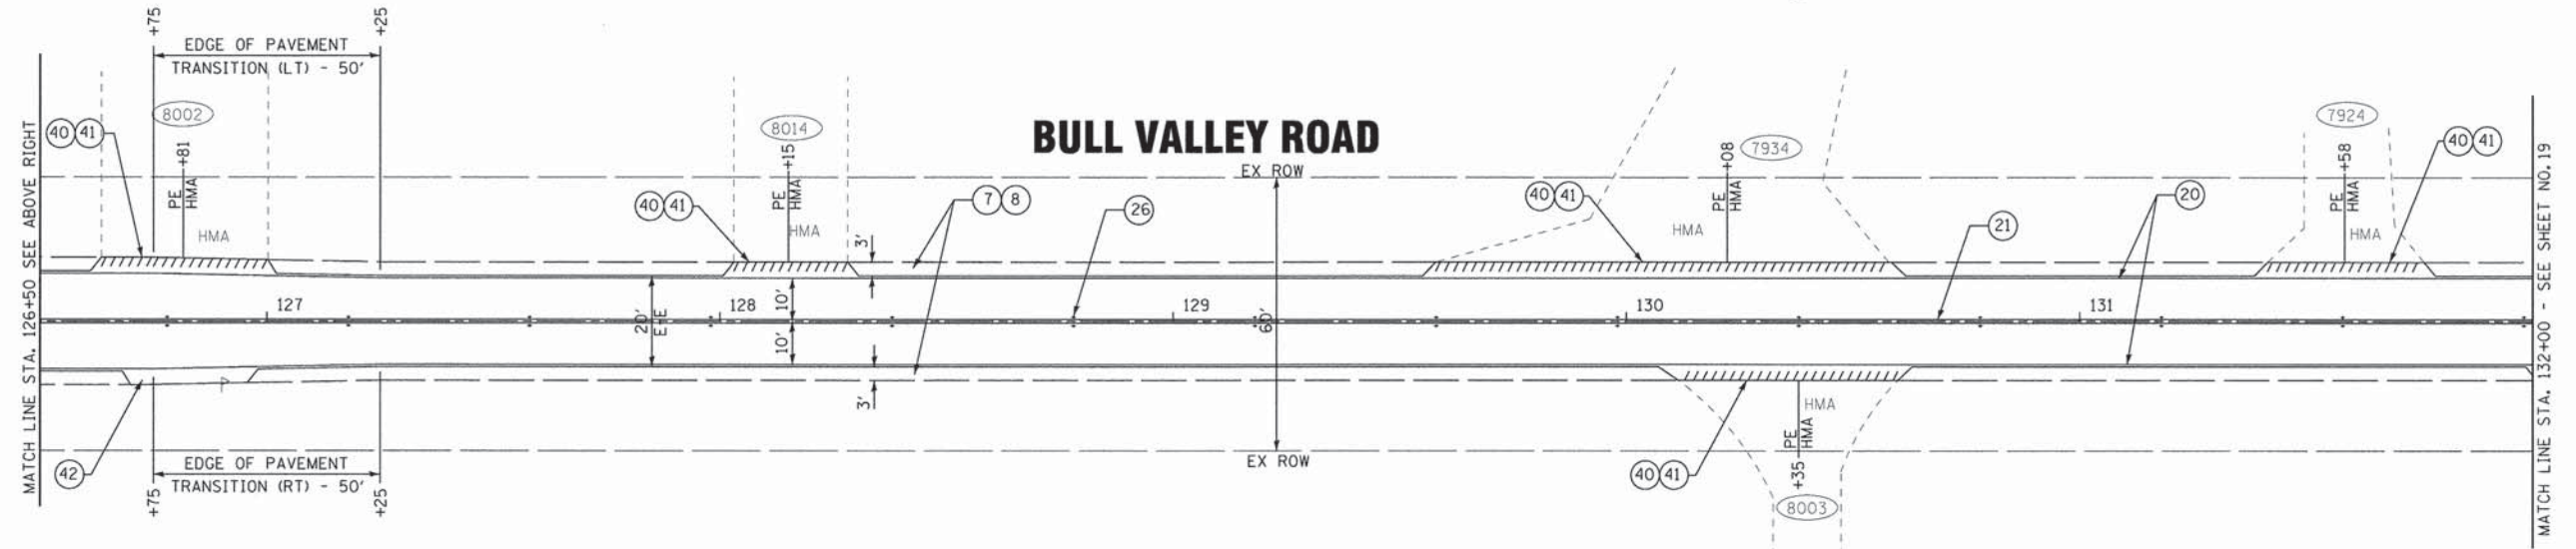 +75
+25
EDGE OF PAVEMENT
TRANSITION (LT) - 50'
MATCH LINE STA. 126+50 SEE ABOVE RIGHT
40 41
8002
+81
PE
HMA
HMA
8014
+15
40 41
PE
HMA
HMA
3'
7 8
26
BULL VALLEY ROAD
EX ROW
40 41
+08
7934
PE
HMA
HMA
21
20
7924
+58
PE
HMA
HMA
40 41
MATCH LINE STA. 132+00 - SEE SHEET NO. 19
127
128
129
130
131
20'
E-E
10'
10'
60'
P
3'
42
EDGE OF PAVEMENT
TRANSITION (RT) - 50'
+75
+25
EX ROW
40 41
HMA
PE
HMA
+35
8003